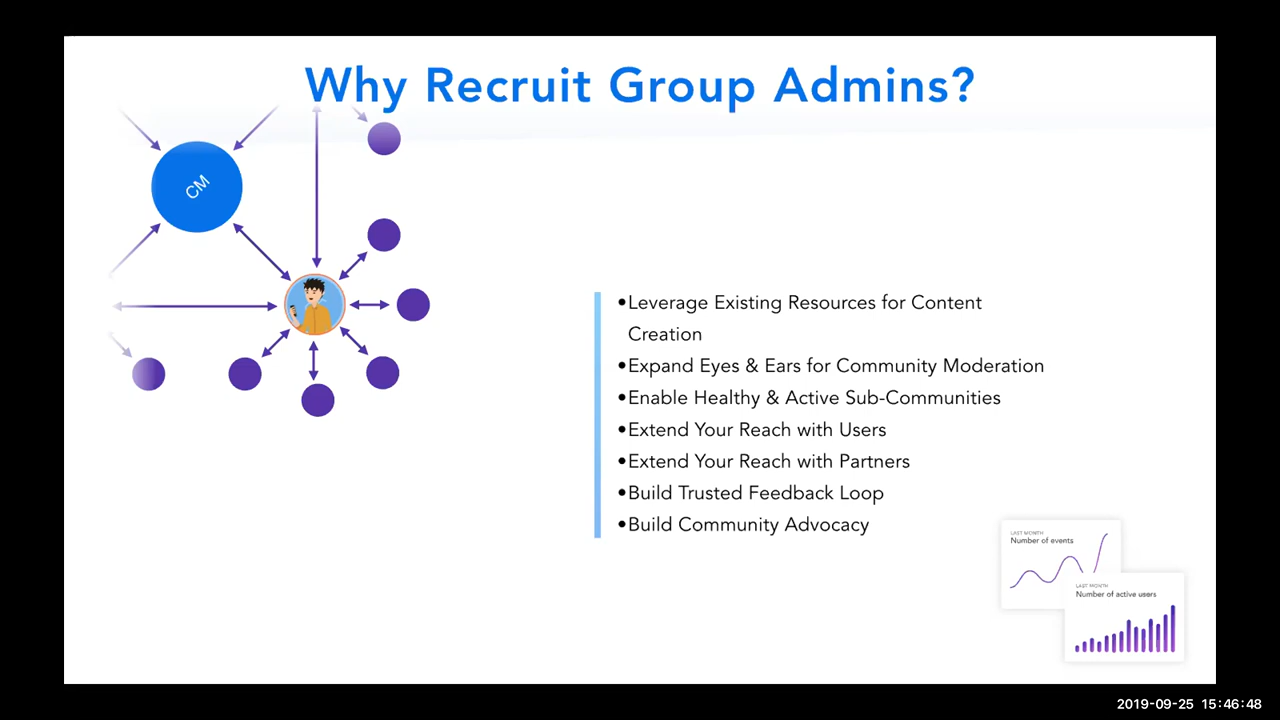 Why Recruit Group Admins?
CM
•Leverage Existing Resources for Content
Creation
•Expand Eyes & Ears for Community Moderation
•Enable Healthy & Active Sub-Communities
•Extend Your Reach with Users
•Extend Your Reach with Partners
•Build Trusted Feedback Loop
•Build Community Advocacy
LAST MONTH
Number of events
LAST MONTH
Number of active users
2019-09-25 15:46:48